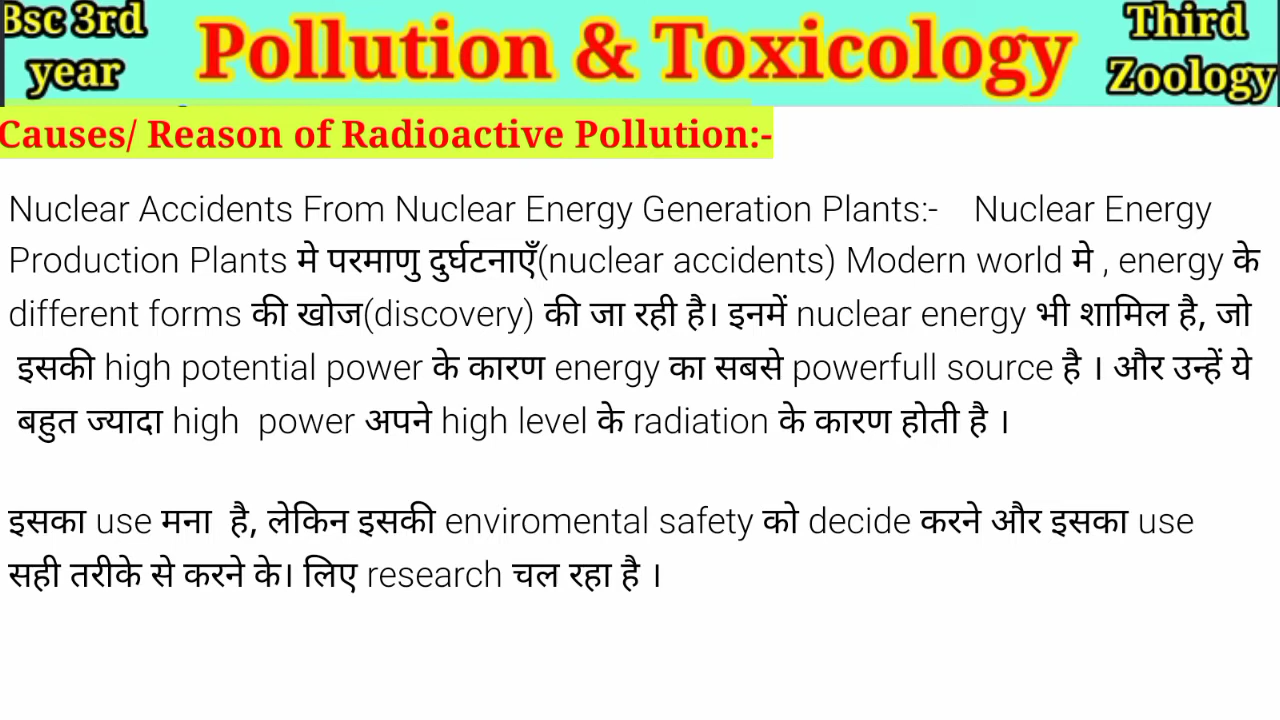 Bsc 3rd
year
Pollution & Toxicology
Third
Zoology
Causes/ Reason of Radioactive Pollution:-
Nuclear Accidents From Nuclear Energy Generation Plants:- Nuclear Energy
Production Plants मे परमाणु दुर्घटनाएँ(nuclear accidents) Modern world मे , energy के
different forms की खोज(discovery) की जा रही है। इनमें nuclear energy भी शामिल है, जो
इसकी high potential power के कारण energy का सबसे powerfull source है । और उन्हें ये
बहुत ज्यादा high power अपने high level के radiation के कारण होती है ।
इसका use मना है, लेकिन इसकी enviromental safety को decide करने और इसका use
सही तरीके से करने के। लिए research चल रहा है ।